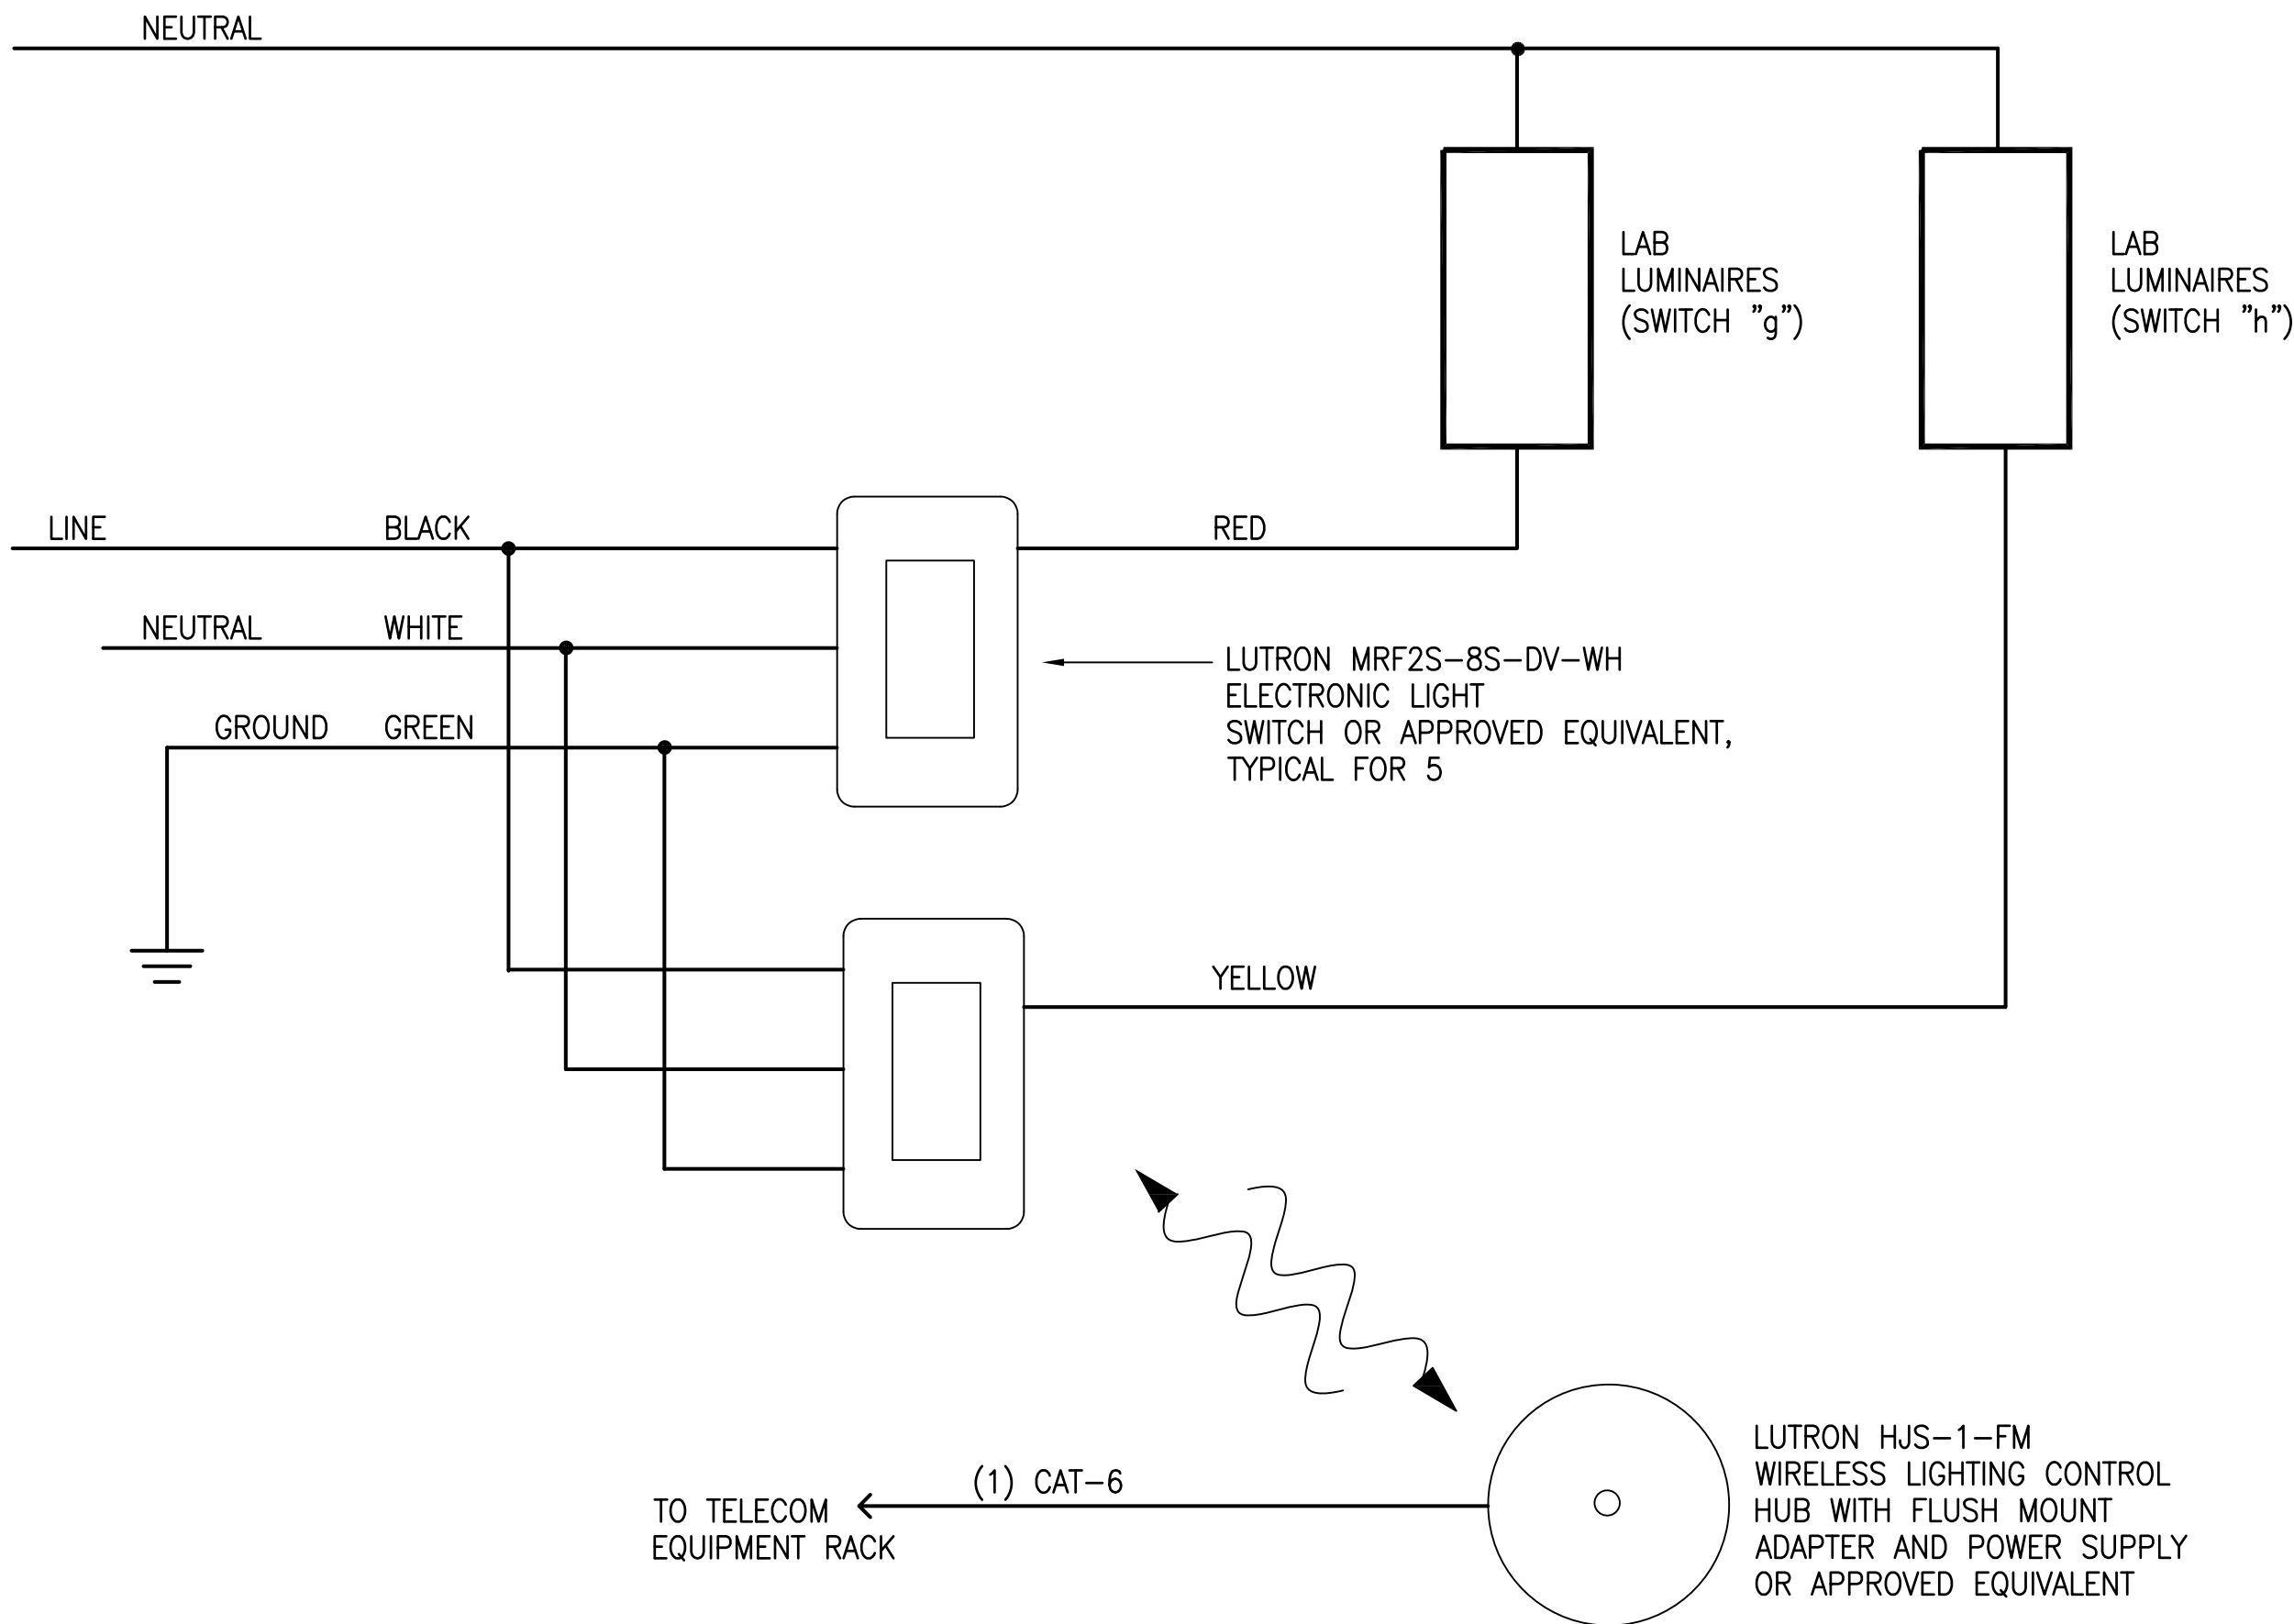 NEUTRAL
LAB
LUMINAIRES
(SWITCH "g")
LAB
LUMINAIRES
(SWITCH "h")
LINE
BLACK
RED
NEUTRAL
WHITE
LUTRON MRF2S-8S-DV-WH
ELECTRONIC LIGHT
SWITCH OR APPROVED EQUIVALENT,
TYPICAL FOR 5
GROUND
GREEN
YELLOW
LUTRON HJS-1-FM
WIRELESS LIGHTING CONTROL
HUB WITH FLUSH MOUNT
ADAPTER AND POWER SUPPLY
OR APPROVED EQUIVALENT
(1) CAT-6
TO TELECOM
EQUIPMENT RACK